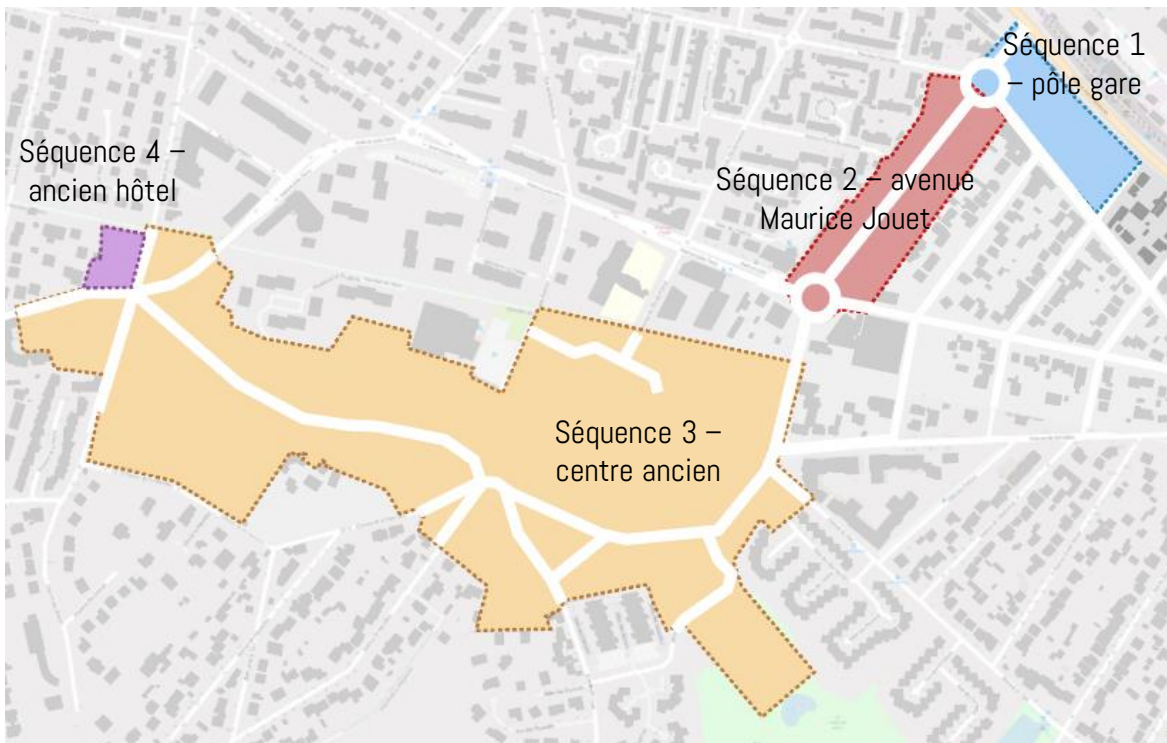 Séquence 1
– pôle gare
Séquence 4 –
ancien hôtel
Séquence 2 – avenue
Maurice Jouet
Séquence 3 –
centre ancien